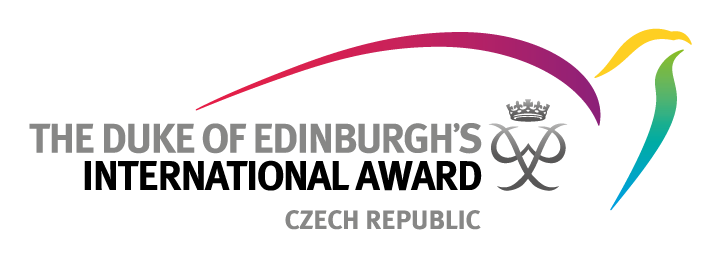 THE DUKE OF EDINBURGH'S
INTERNATIONAL AWARD
CZECH REPUBLIC